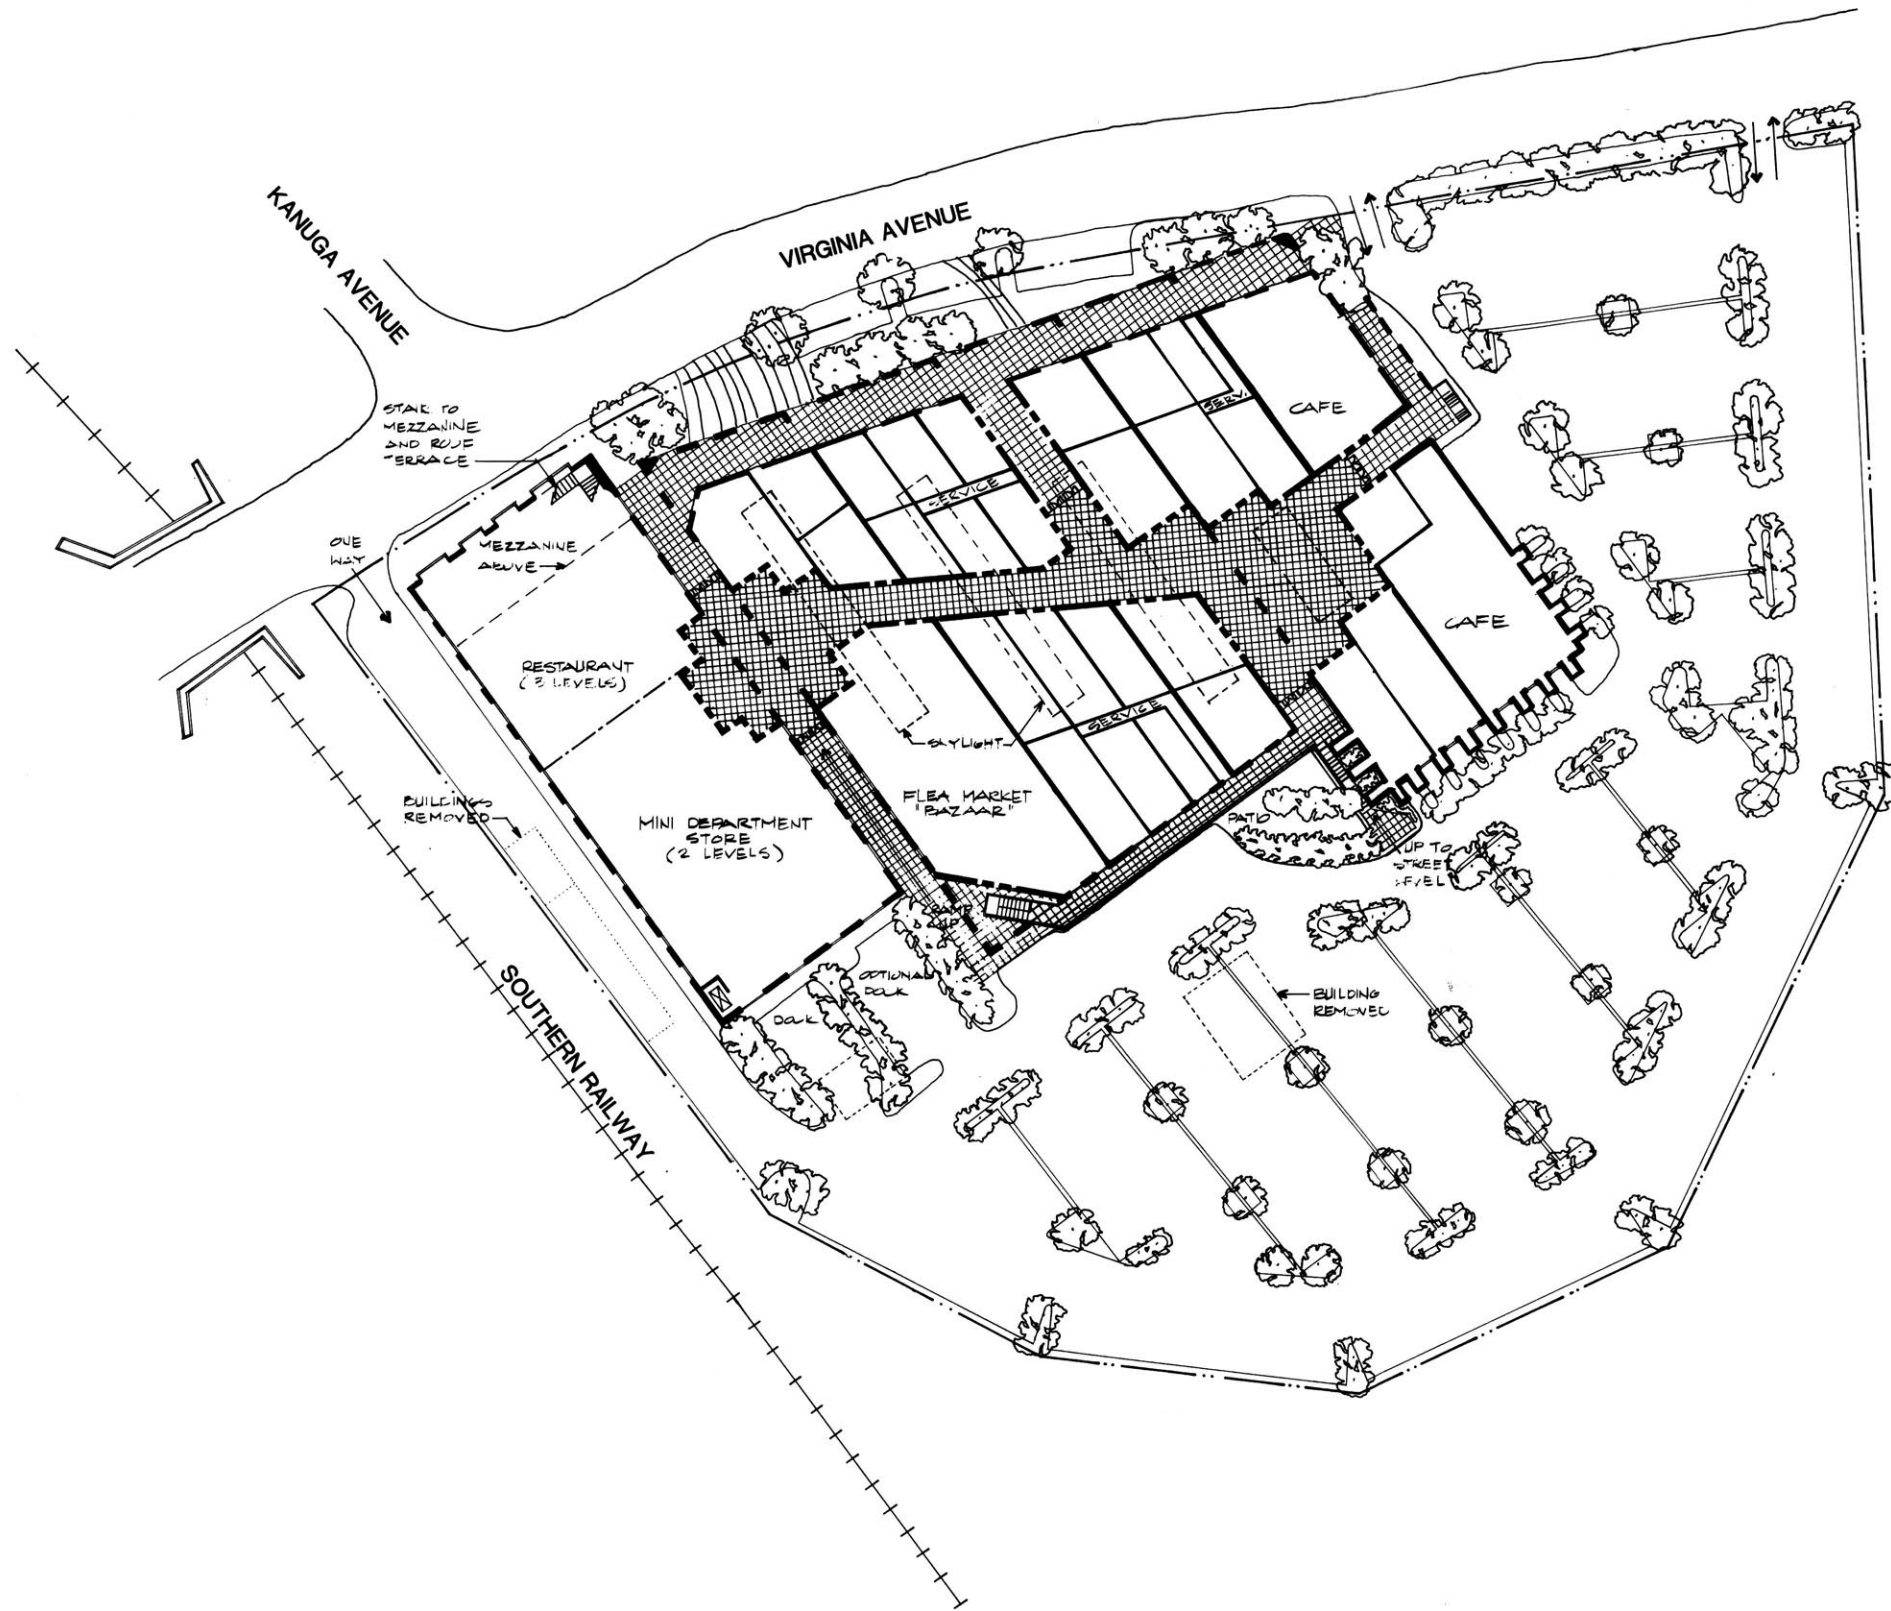 KANUGA AVENUE
VIRGINIA AVENUE
STAIR TO
MEZZANINE
AND ROOF
TERRACE
ONE
WAY
MEZZANINE
ABOVE
RESTAURANT
(3 LEVELS)
SERVICE
SERV.
CAFE
CAFE
BUILDINGS
REMOVED
MINI DEPARTMENT
STORE
(2 LEVELS)
SKYLIGHT
SERVICE
FLEA MARKET
"BAZAAR"
PATIO
UP TO
STREET
LEVEL
RAMP
OPTIONAL
DOCK
DOCK
BUILDING
REMOVED
SOUTHERN RAILWAY